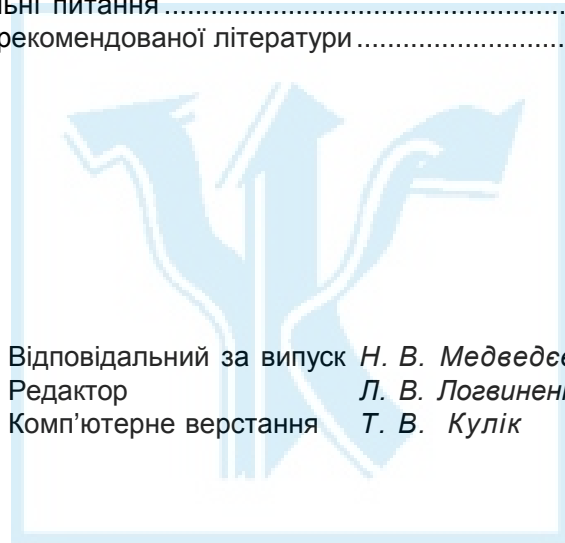 льні питання ........................................................
рекомендованої літератури ..........................
Відповідальний за випуск Н. В. Медведє
Редактор Л. В. Логвинен
Комп’ютерне верстання Т. В. Кулік